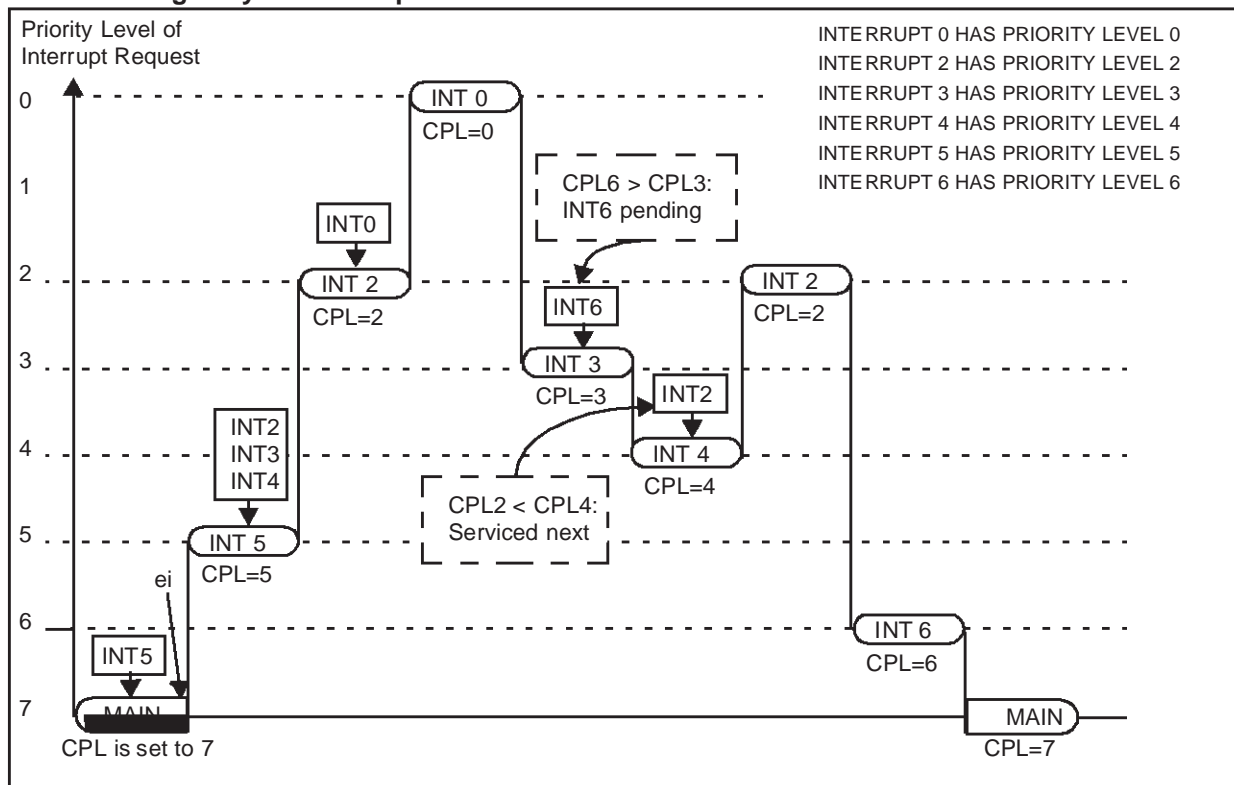 Priority Level of
Interrupt Request
INTERRUPT 0 HAS PRIORITY LEVEL 0
INTERRUPT 2 HAS PRIORITY LEVEL 2
INTERRUPT 3 HAS PRIORITY LEVEL 3
INTERRUPT 4 HAS PRIORITY LEVEL 4
INTERRUPT 5 HAS PRIORITY LEVEL 5
INTERRUPT 6 HAS PRIORITY LEVEL 6
0
INT 0
CPL=0
1
CPL6 > CPL3:
INT6 pending
INT0
2
INT 2
CPL=2
INT 2
CPL=2
INT6
3
INT 3
CPL=3
INT2
INT2
INT3
INT4
4
INT 4
CPL=4
CPL2 < CPL4:
Serviced next
5
INT 5
CPL=5
ei
6
INT 6
CPL=6
INT5
7
MAIN
CPL is set to 7
MAIN
CPL=7